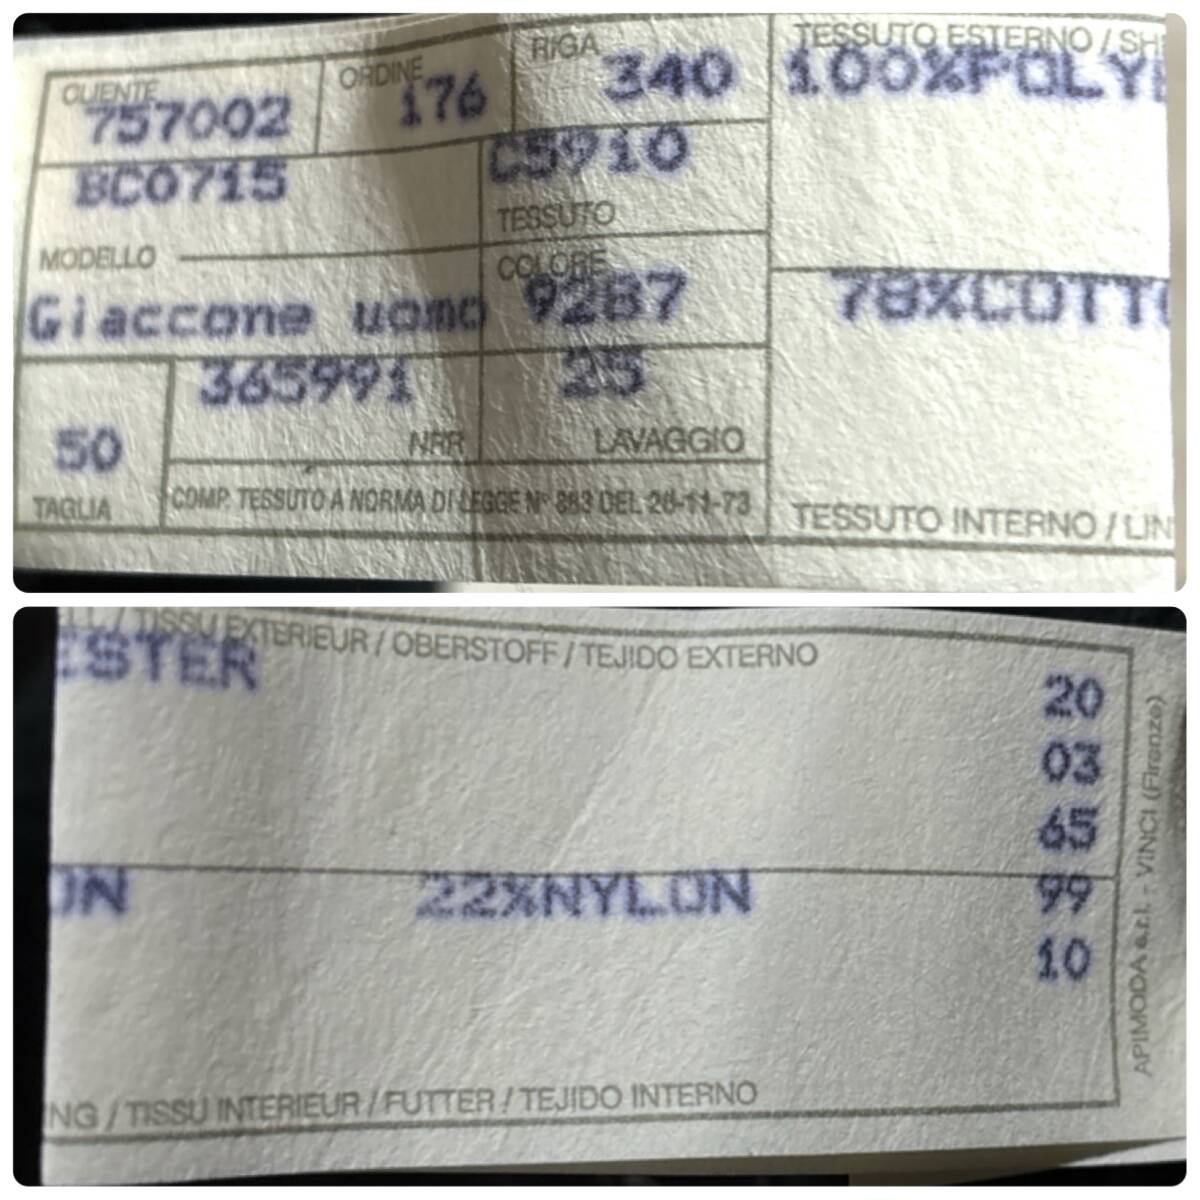 CLIENTE
757002
ORDINE
176
RIGA
340
BC0715
MODELLO
Giaccone uomo
C5910
TESSUTO
COLORE
9287
50
TAGLIA
365991
NRR
25
LAVAGGIO
COMP. TESSUTO A NORMA DI LEGGE N° 883 DEL 26-11-73
TESSUTO ESTERNO / SH
100%POLY
78%COTTO
TESSUTO INTERNO / LIN
LL / TISSU EXTERIEUR / OBERSTOFF / TEJIDO EXTERNO
ESTER
ON 22%NYLON
NG / TISSU INTERIEUR / FUTTER / TEJIDO INTERNO
20
03
65
99
10
APIMODA s.r.l. - VINCI (Firenze)